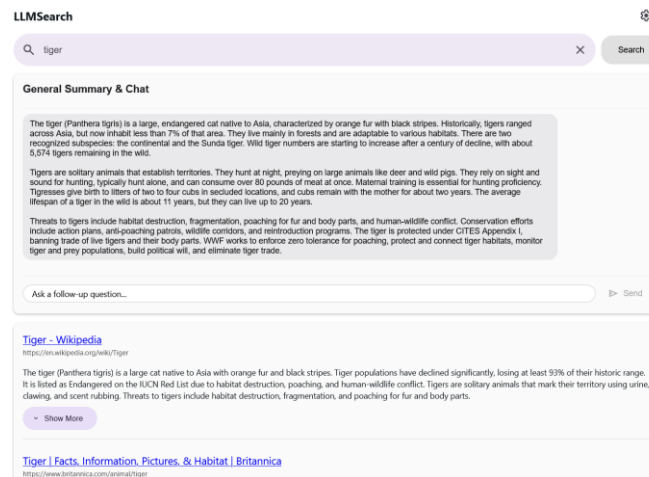 LLMSearch
tiger
Search
General Summary & Chat
The tiger (Panthera tigris) is a large, endangered cat native to Asia, characterized by orange fur with black stripes. Historically, tigers ranged
across Asia, but now inhabit less than 7% of that area. They live mainly in forests and are adaptable to various habitats. There are two
recognized subspecies: the continental and the Sunda tiger. Wild tiger numbers are starting to increase after a century of decline, with about
5,574 tigers remaining in the wild.
Tigers are solitary animals that establish territories. They hunt at night, preying on large animals like deer and wild pigs. They rely on sight and
sound for hunting, typically hunt alone, and can consume over 80 pounds of meat at once. Maternal training is essential for hunting proficiency.
Tigresses give birth to litters of two to four cubs in secluded locations, and cubs remain with the mother for about two years. The average
lifespan of a tiger in the wild is about 11 years, but they can live up to 20 years.
Threats to tigers include habitat destruction, fragmentation, poaching for fur and body parts, and human-wildlife conflict. Conservation efforts
include action plans, anti-poaching patrols, wildlife corridors, and reintroduction programs. The tiger is protected under CITES Appendix I,
banning trade of live tigers and their body parts. WWF works to enforce zero tolerance for poaching, protect and connect tiger habitats, monitor
tiger and prey populations, build political will, and eliminate tiger trade.
Ask a follow-up question...
Send
Tiger - Wikipedia
https://en.wikipedia.org/wiki/Tiger
The tiger (Panthera tigris) is a large cat native to Asia with orange fur and black stripes. Tiger populations have declined significantly, losing at least 93% of their historic range.
It is listed as Endangered on the IUCN Red List due to habitat destruction, poaching, and human-wildlife conflict. Tigers are solitary animals that mark their territory using urine,
clawing, and scent rubbing. Threats to tigers include habitat destruction, fragmentation, and poaching for fur and body parts.
Show More
Tiger | Facts, Information, Pictures, & Habitat | Britannica
https://www.britannica.com/animal/tiger